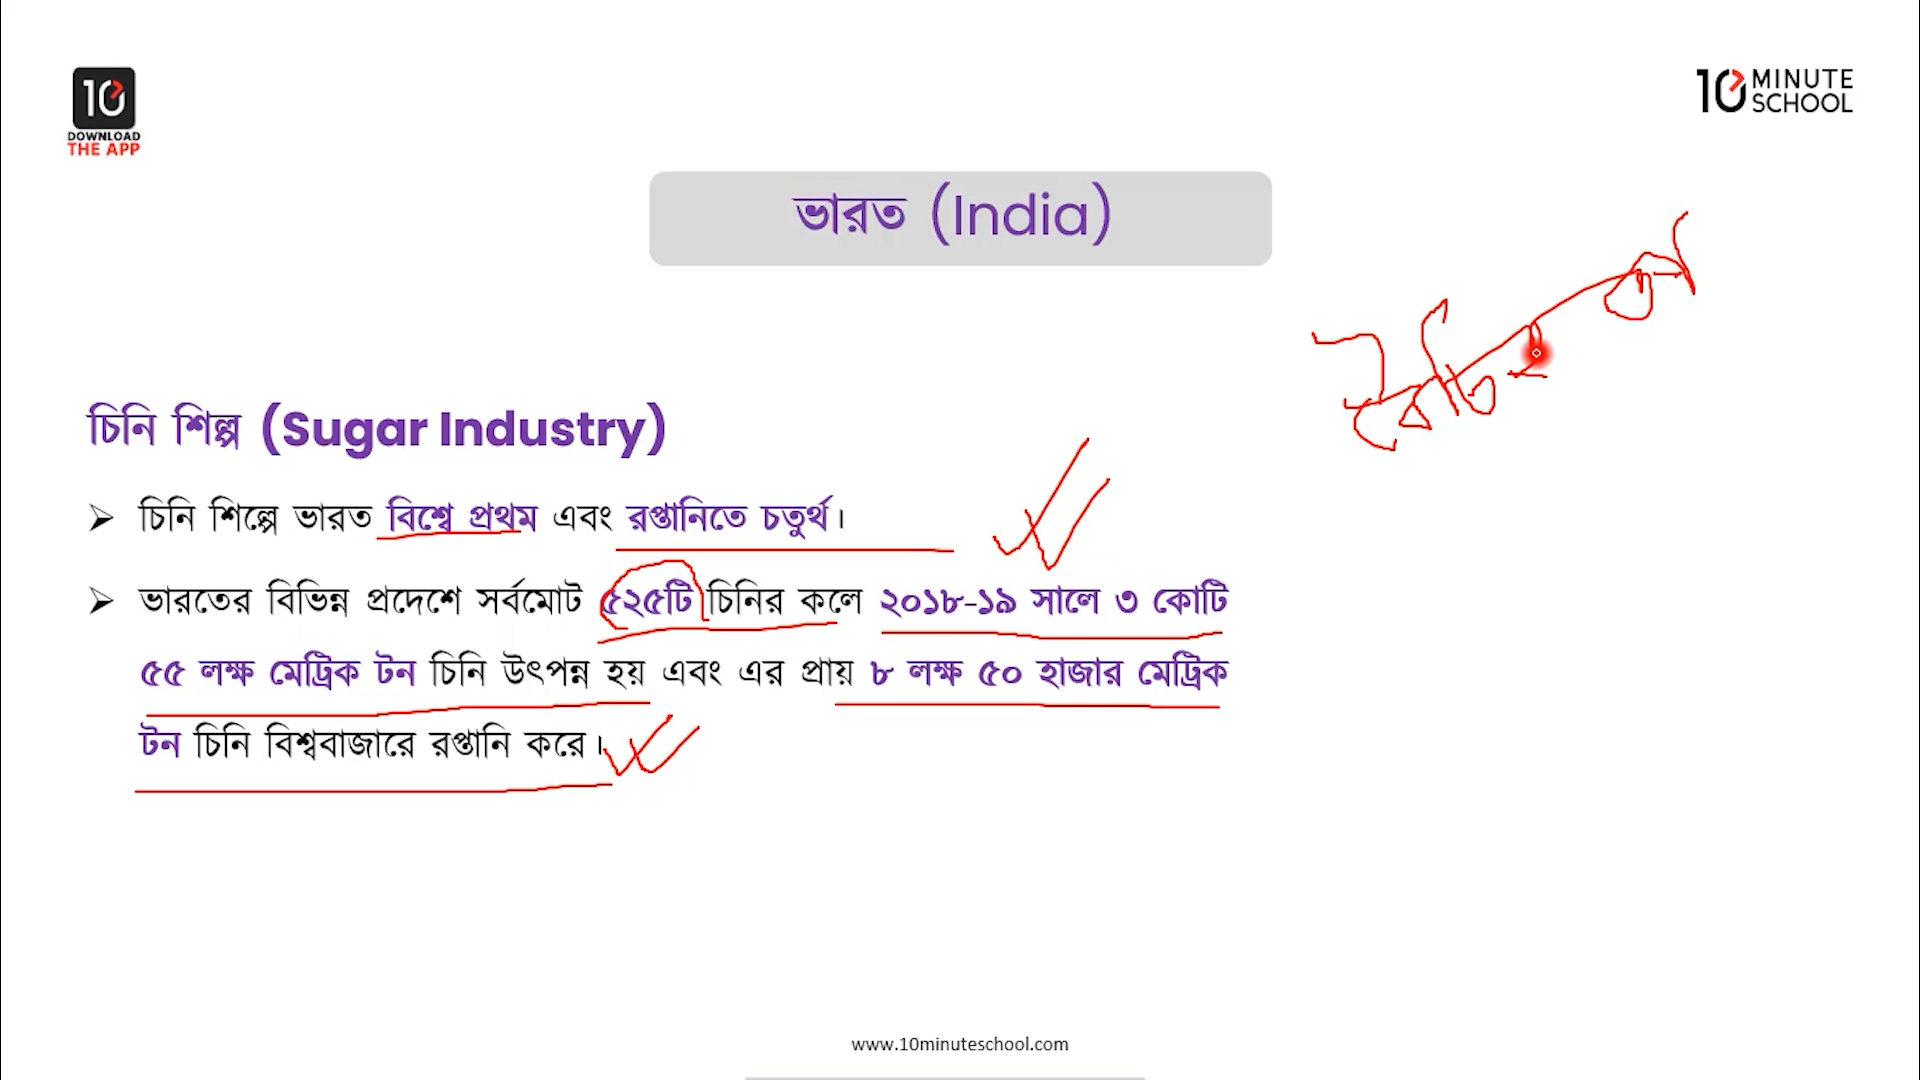 10
DOWNLOAD
THE APP
10 MINUTE
SCHOOL
ভারত (India)
চিনি শিল্প (Sugar Industry)
➢ চিনি শিল্পে ভারত বিশ্বে প্রথম এবং রপ্তানিতে চতুর্থ।
➢ ভারতের বিভিন্ন প্রদেশে সর্বমোট ৫২৫টি চিনির কলে ২০১৮-১৯ সালে ৩ কোটি
৫৫ লক্ষ মেট্রিক টন চিনি উৎপন্ন হয় এবং এর প্রায় ৮ লক্ষ ৫০ হাজার মেট্রিক
টন চিনি বিশ্ববাজারে রপ্তানি করে।
www.10minuteschool.com